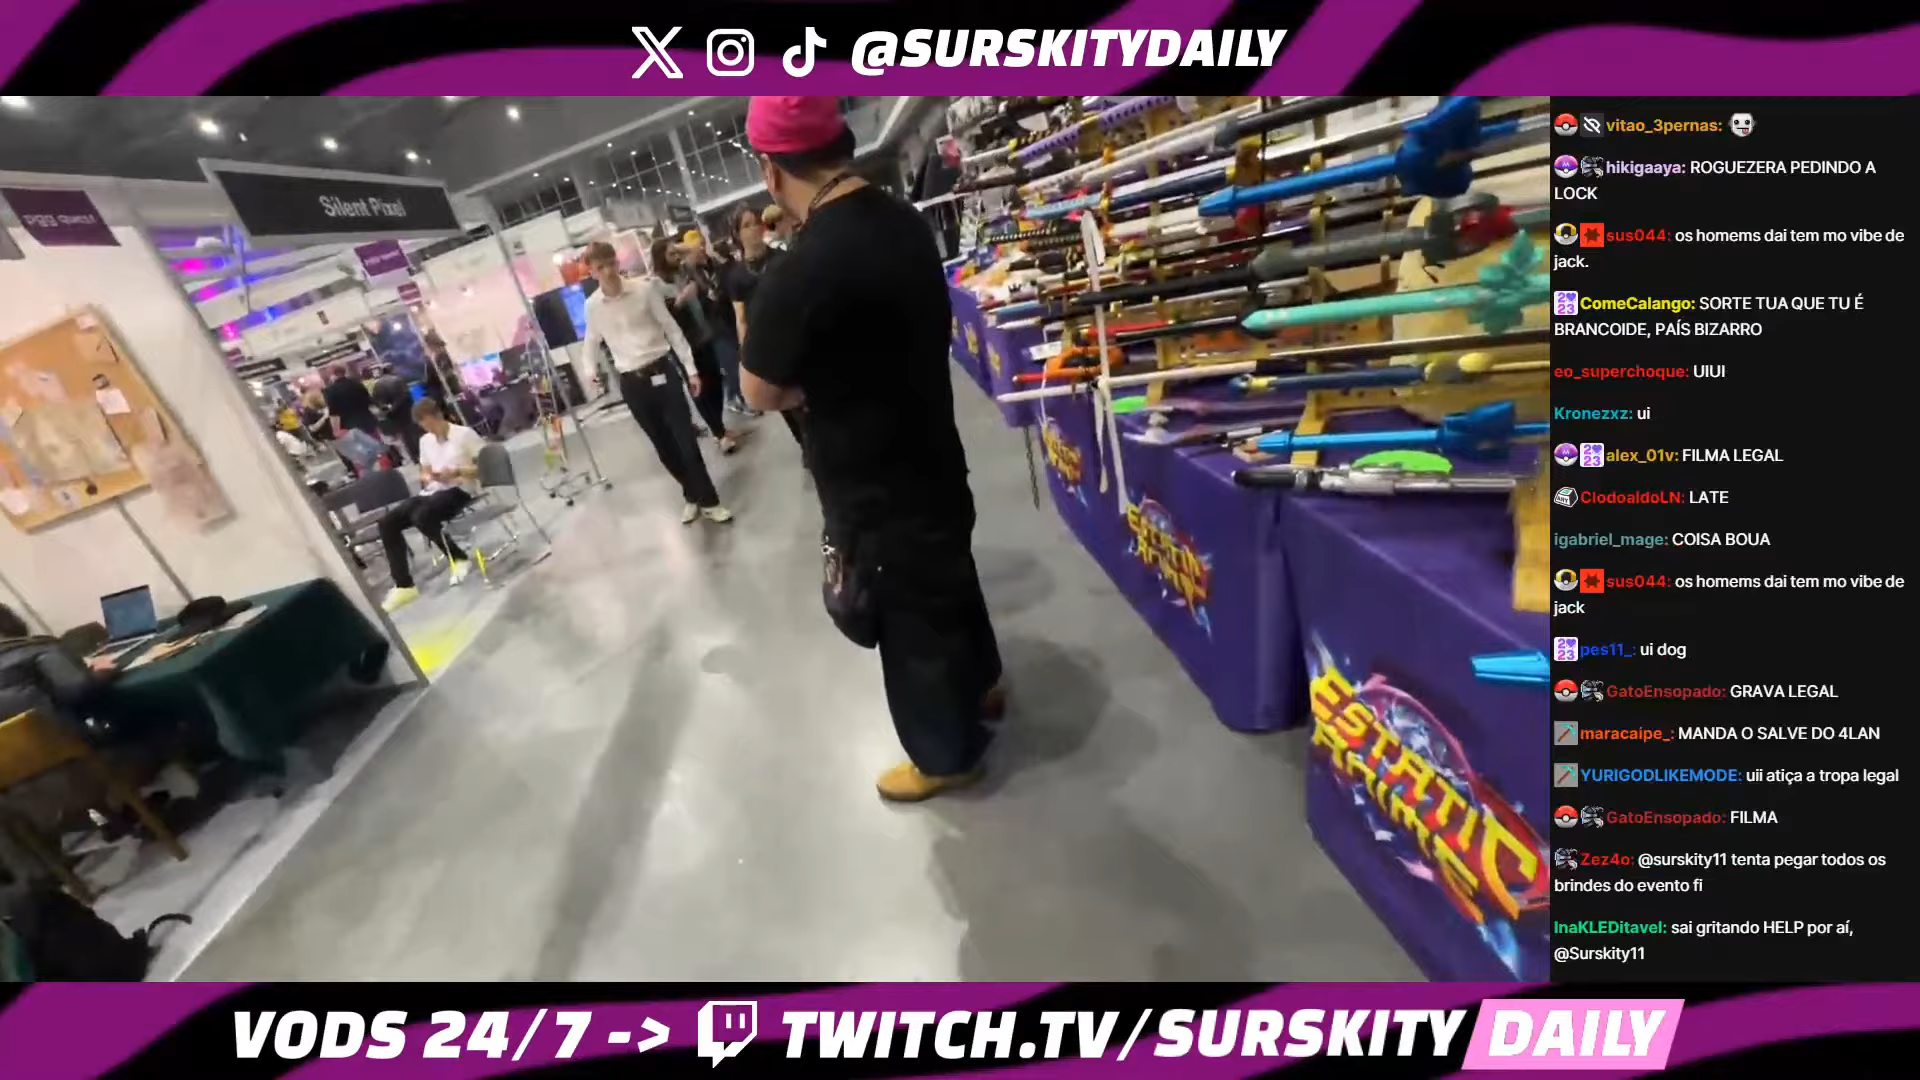 @SURSKITYDAILY
Silent Pixel
vitao_3pernas:
hikigaaya: ROGUEZERA PEDINDO A
LOCK
sus044: os homems dai tem mo vibe de
jack.
ComeCalango: SORTE TUA QUE TU É
BRANCOIDE, PAÍS BIZARRO
eo_superchoque: UIUI
Kronezxz: ui
alex_01v: FILMA LEGAL
ClodoaldoLN: LATE
igabriel_mage: COISA BOUA
sus044: os homems dai tem mo vibe de
jack
pes11_: ui dog
GatoEnsopado: GRAVA LEGAL
maracaipe_: MANDA O SALVE DO 4LAN
YURIGODLIKEMODE: uii atiça a tropa legal
GatoEnsopado: FILMA
Zez4o: @surskity11 tenta pegar todos os
brindes do evento fi
InaKLEDitavel: sai gritando HELP por aí,
@Surskity11
ESTATIC
ANIME
VODS 24/7 -> TWITCH.TV/SURSKITY DAILY